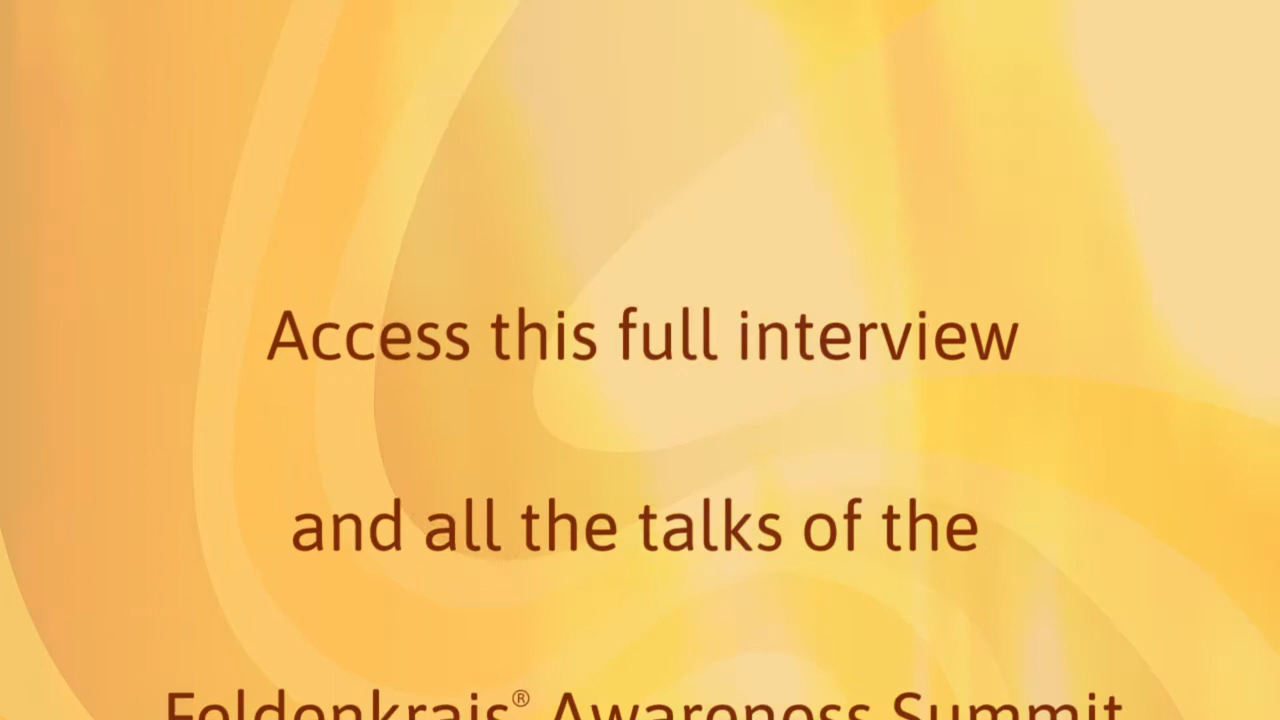 Access this full interview
and all the talks of the
Feldenkrais® Awareness Summit